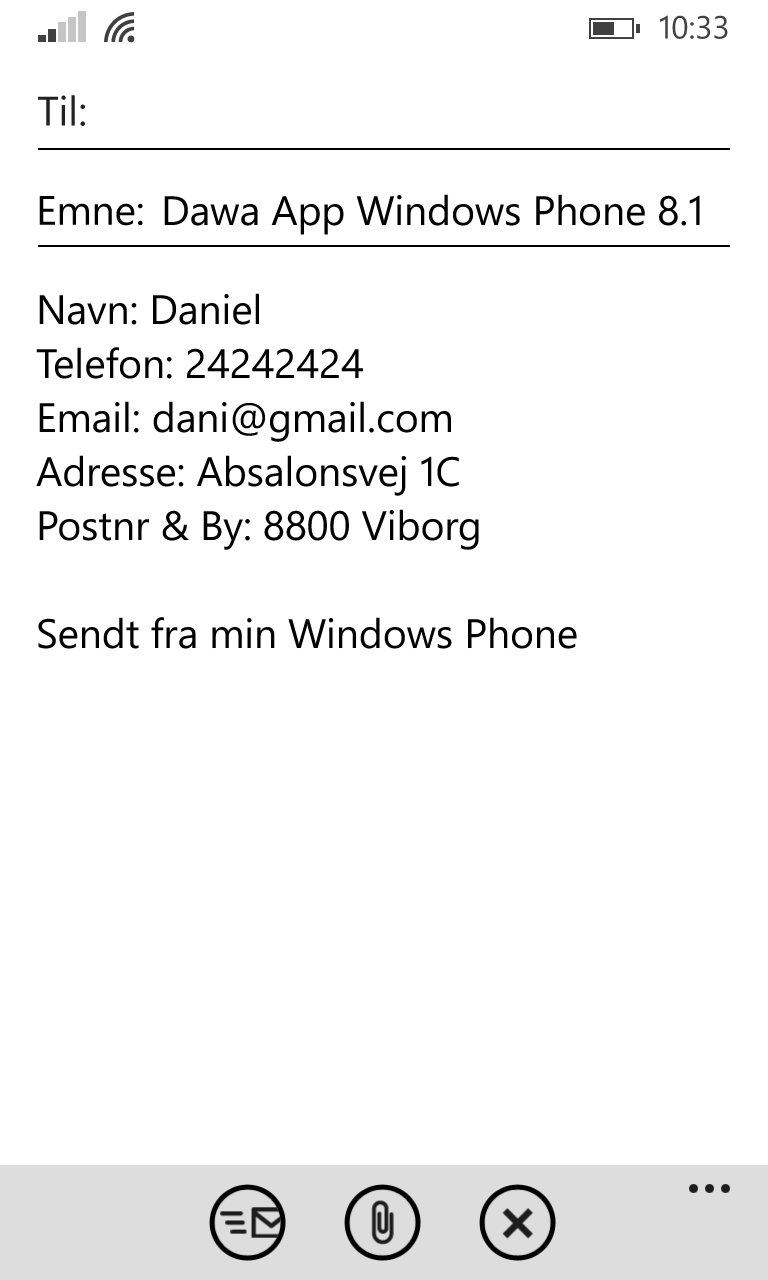 10:33
Til:
Emne: Dawa App Windows Phone 8.1
Navn: Daniel
Telefon: 24242424
Email: dani@gmail.com
Adresse: Absalonsvej 1C
Postnr & By: 8800 Viborg
Sendt fra min Windows Phone